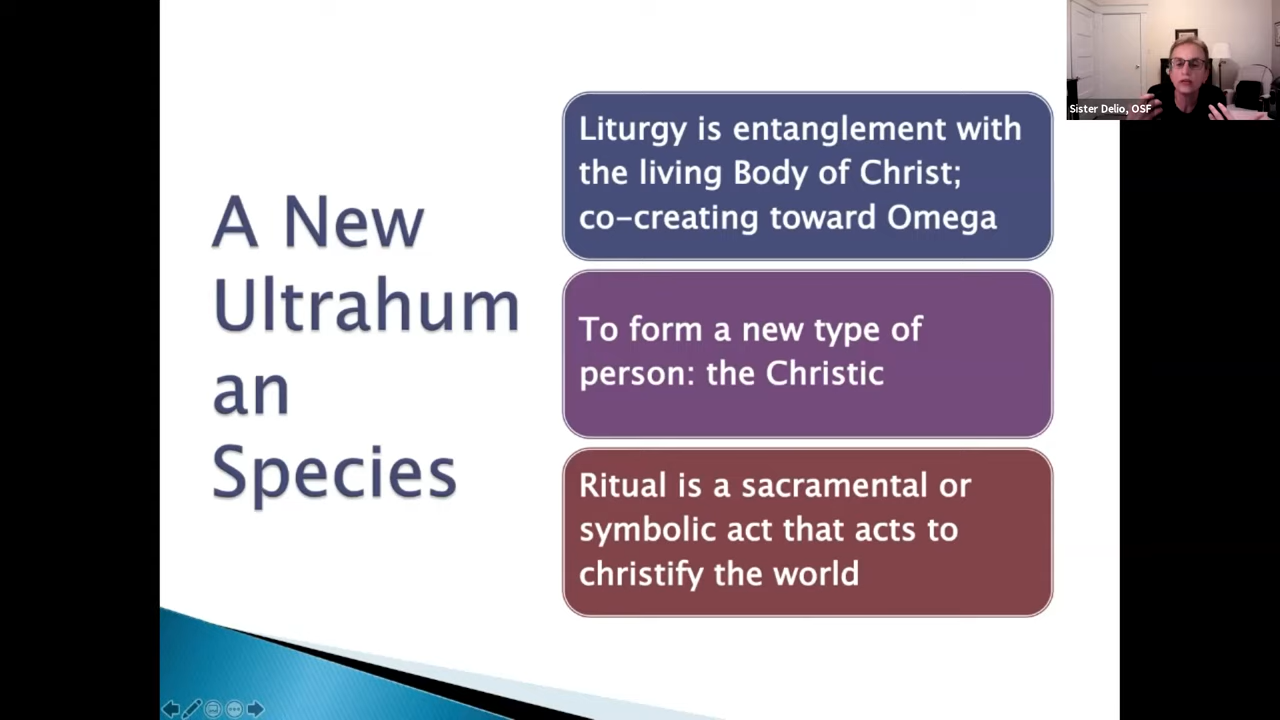 A New
Ultrahum
an
Species
Liturgy is entanglement with
the living Body of Christ;
co-creating toward Omega
To form a new type of
person: the Christic
Ritual is a sacramental or
symbolic act that acts to
christify the world
Sister Delio, OSF